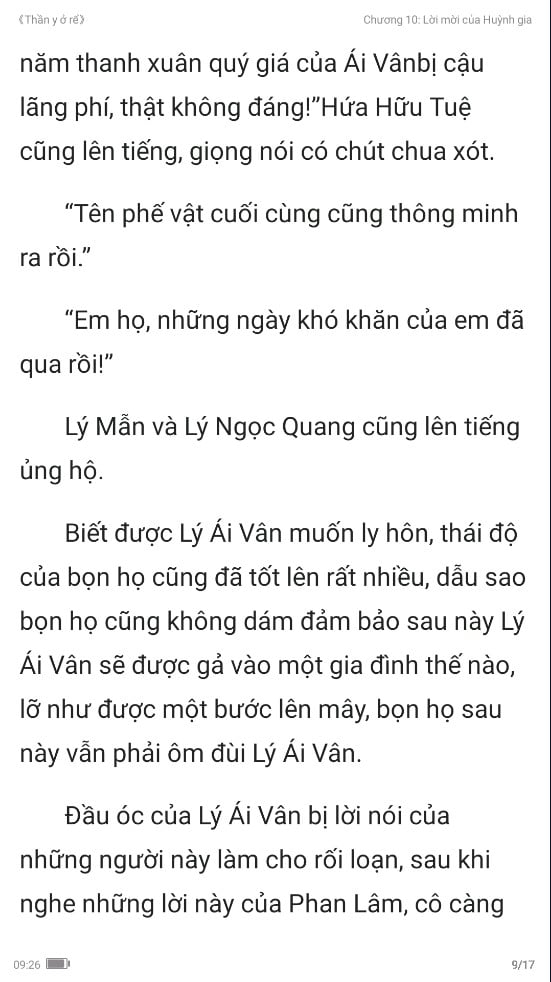 《Thần y ở rể》 Chương 10: Lời mời của Huỳnh gia
năm thanh xuân quý giá của Ái Vânbị cậu
lãng phí, thật không đáng!”Hứa Hữu Tuệ
cũng lên tiếng, giọng nói có chút chua xót.
“Tên phế vật cuối cùng cũng thông minh
ra rồi.”
“Em họ, những ngày khó khăn của em đã
qua rồi!”
Lý Mẫn và Lý Ngọc Quang cũng lên tiếng
ủng hộ.
Biết được Lý Ái Vân muốn ly hôn, thái độ
của bọn họ cũng đã tốt lên rất nhiều, dẫu sao
bọn họ cũng không dám đảm bảo sau này Lý
Ái Vân sẽ được gả vào một gia đình thế nào,
lỡ như được một bước lên mây, bọn họ sau
này vẫn phải ôm đùi Lý Ái Vân.
Đầu óc của Lý Ái Vân bị lời nói của
những người này làm cho rối loạn, sau khi
nghe những lời này của Phan Lâm, cô càng
09:26 9/17